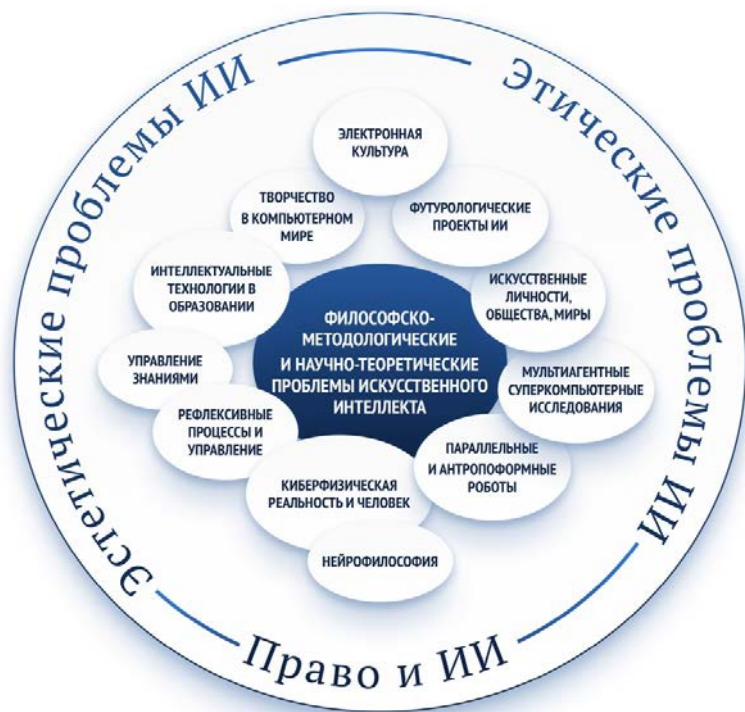 Эстетические проблемы ИИ
Этические проблемы ИИ
ЭЛЕКТРОННАЯ
КУЛЬТУРА
ТВОРЧЕСТВО
В КОМПЬЮТЕРНОМ
МИРЕ
ФУТУРОЛОГИЧЕСКИЕ
ПРОЕКТЫ ИИ
ИНТЕЛЛЕКТУАЛЬНЫЕ
ТЕХНОЛОГИИ В
ОБРАЗОВАНИИ
ИСКУССТВЕННЫЕ
ЛИЧНОСТИ,
ОБЩЕСТВА, МИРЫ
ФИЛОСОФСКО-
МЕТОДОЛОГИЧЕСКИЕ
И НАУЧНО-ТЕОРЕТИЧЕСКИЕ
ПРОБЛЕМЫ ИСКУССТВЕННОГО
ИНТЕЛЛЕКТА
УПРАВЛЕНИЕ
ЗНАНИЯМИ
МУЛЬТИАГЕНТНЫЕ
СУПЕРКОМПЬЮТЕРНЫЕ
ИССЛЕДОВАНИЯ
РЕФЛЕКСИВНЫЕ
ПРОЦЕССЫ И
УПРАВЛЕНИЕ
ПАРАЛЛЕЛЬНЫЕ
И АНТРОПОФОРМНЫЕ
РОБОТЫ
КИБЕРФИЗИЧЕСКАЯ
РЕАЛЬНОСТЬ И ЧЕЛОВЕК
НЕЙРОФИЛОСОФИЯ
Право и ИИ